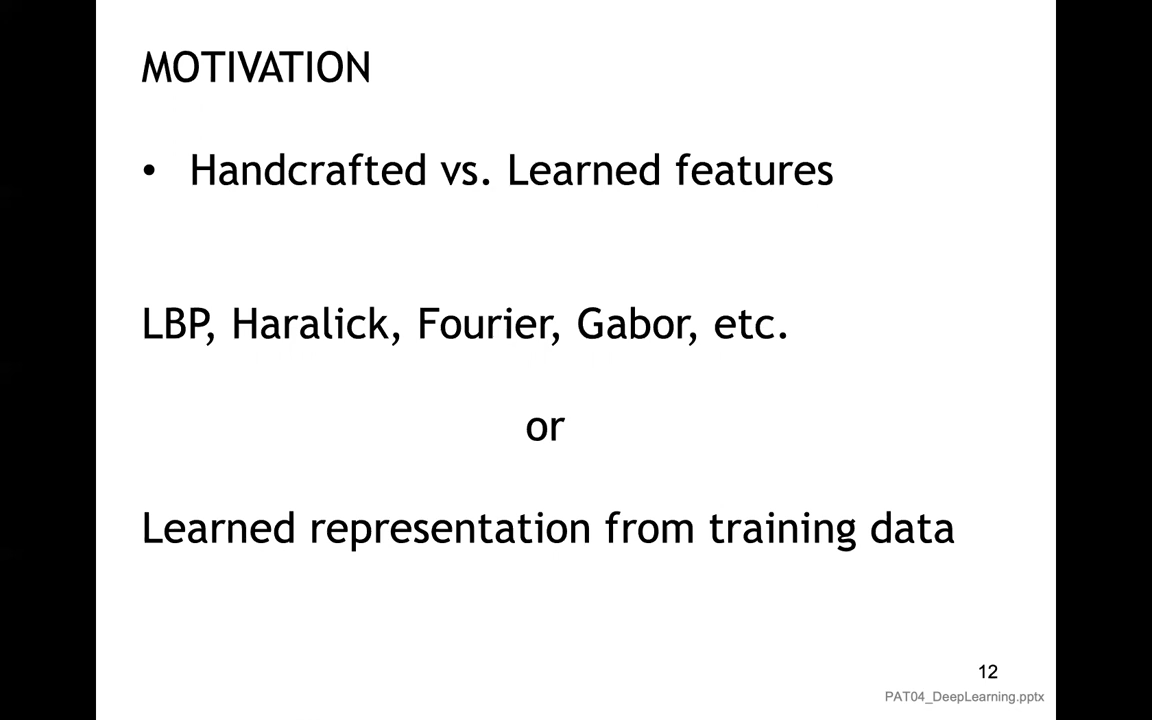 MOTIVATION
• Handcrafted vs. Learned features
LBP, Haralick, Fourier, Gabor, etc.
or
Learned representation from training data
12
PAT04_DeepLearning.pptx